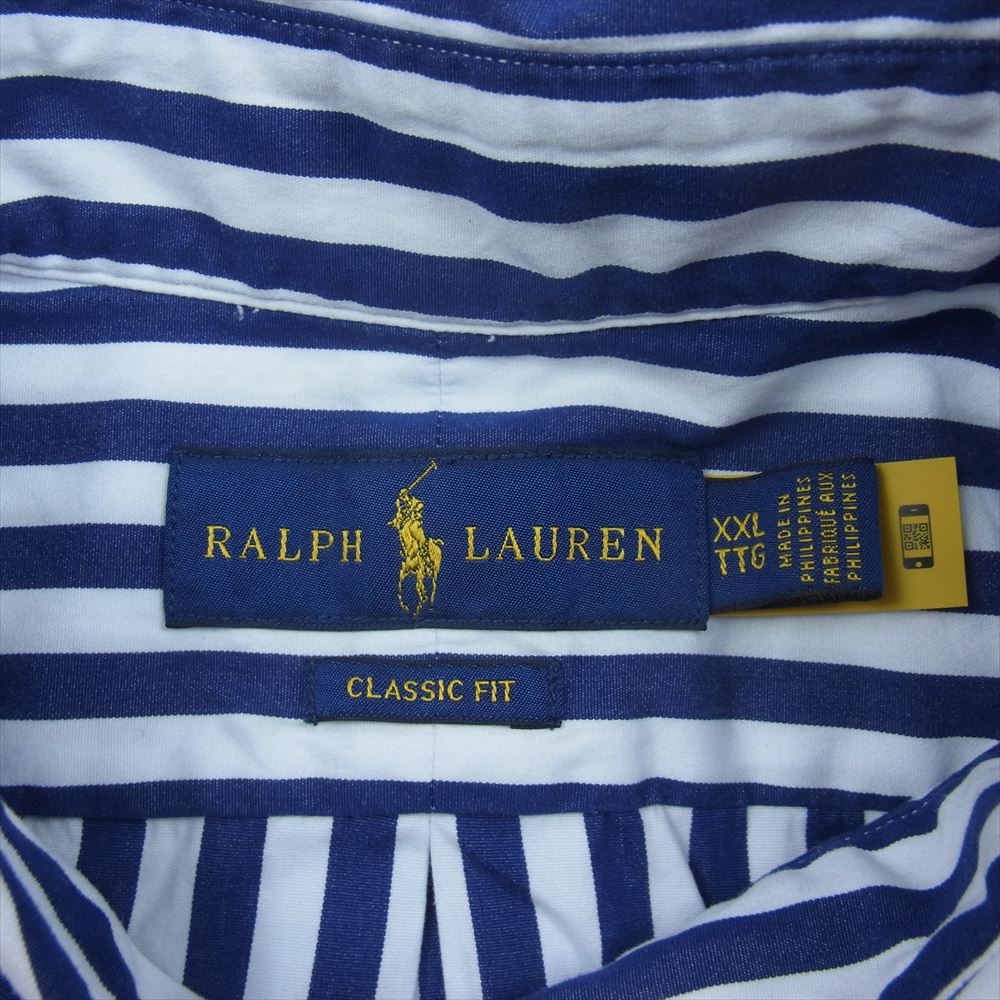 RALPH LAUREN
XXL
TTG
MADE IN
PHILIPPINES
FABRIQUÉ AUX
PHILIPPINES
CLASSIC FIT